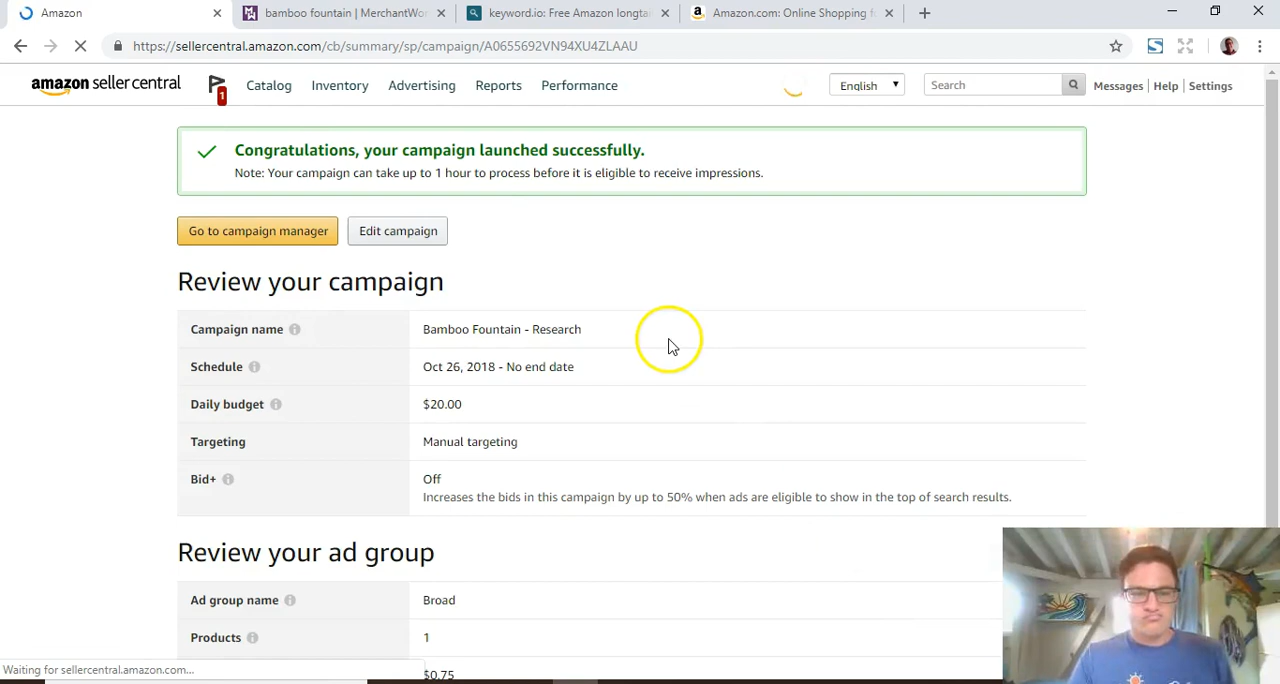 Amazon
bamboo fountain | MerchantWor
keyword.io: Free Amazon longtai
Amazon.com: Online Shopping f
https://sellercentral.amazon.com/cb/summary/sp/campaign/A0655692VN94XU4ZLAAU
amazon seller central
1
Catalog
Inventory
Advertising
Reports
Performance
English
Search
Messages | Help | Settings
Congratulations, your campaign launched successfully.
Note: Your campaign can take up to 1 hour to process before it is eligible to receive impressions.
Go to campaign manager
Edit campaign
Review your campaign
Campaign name Bamboo Fountain - Research
Schedule Oct 26, 2018 - No end date
Daily budget $20.00
Targeting Manual targeting
Bid+ Off
Increases the bids in this campaign by up to 50% when ads are eligible to show in the top of search results.
Review your ad group
Ad group name Broad
Products 1
$0.75
Waiting for sellercentral.amazon.com...